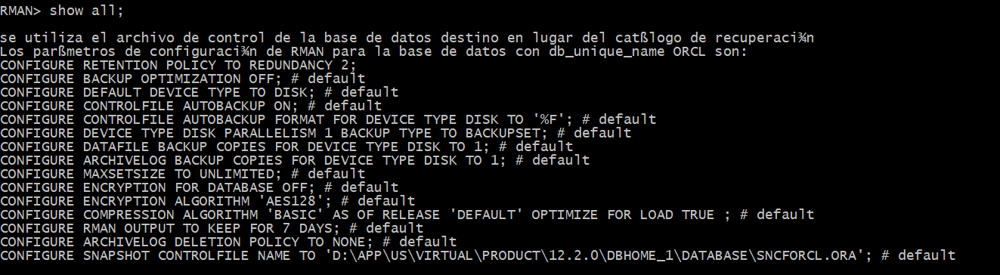 RMAN> show all;
se utiliza el archivo de control de la base de datos destino en lugar del catßlogo de recuperaci¾n
Los parßmetros de configuraci¾n de RMAN para la base de datos con db_unique_name ORCL son:
CONFIGURE RETENTION POLICY TO REDUNDANCY 2;
CONFIGURE BACKUP OPTIMIZATION OFF; # default
CONFIGURE DEFAULT DEVICE TYPE TO DISK; # default
CONFIGURE CONTROLFILE AUTOBACKUP ON; # default
CONFIGURE CONTROLFILE AUTOBACKUP FORMAT FOR DEVICE TYPE DISK TO '%F'; # default
CONFIGURE DEVICE TYPE DISK PARALLELISM 1 BACKUP TYPE TO BACKUPSET; # default
CONFIGURE DATAFILE BACKUP COPIES FOR DEVICE TYPE DISK TO 1; # default
CONFIGURE ARCHIVELOG BACKUP COPIES FOR DEVICE TYPE DISK TO 1; # default
CONFIGURE MAXSETSIZE TO UNLIMITED; # default
CONFIGURE ENCRYPTION FOR DATABASE OFF; # default
CONFIGURE ENCRYPTION ALGORITHM 'AES128'; # default
CONFIGURE COMPRESSION ALGORITHM 'BASIC' AS OF RELEASE 'DEFAULT' OPTIMIZE FOR LOAD TRUE ; # default
CONFIGURE RMAN OUTPUT TO KEEP FOR 7 DAYS; # default
CONFIGURE ARCHIVELOG DELETION POLICY TO NONE; # default
CONFIGURE SNAPSHOT CONTROLFILE NAME TO 'D:\APP\US\VIRTUAL\PRODUCT\12.2.0\DBHOME_1\DATABASE\SNCFORCL.ORA'; # default